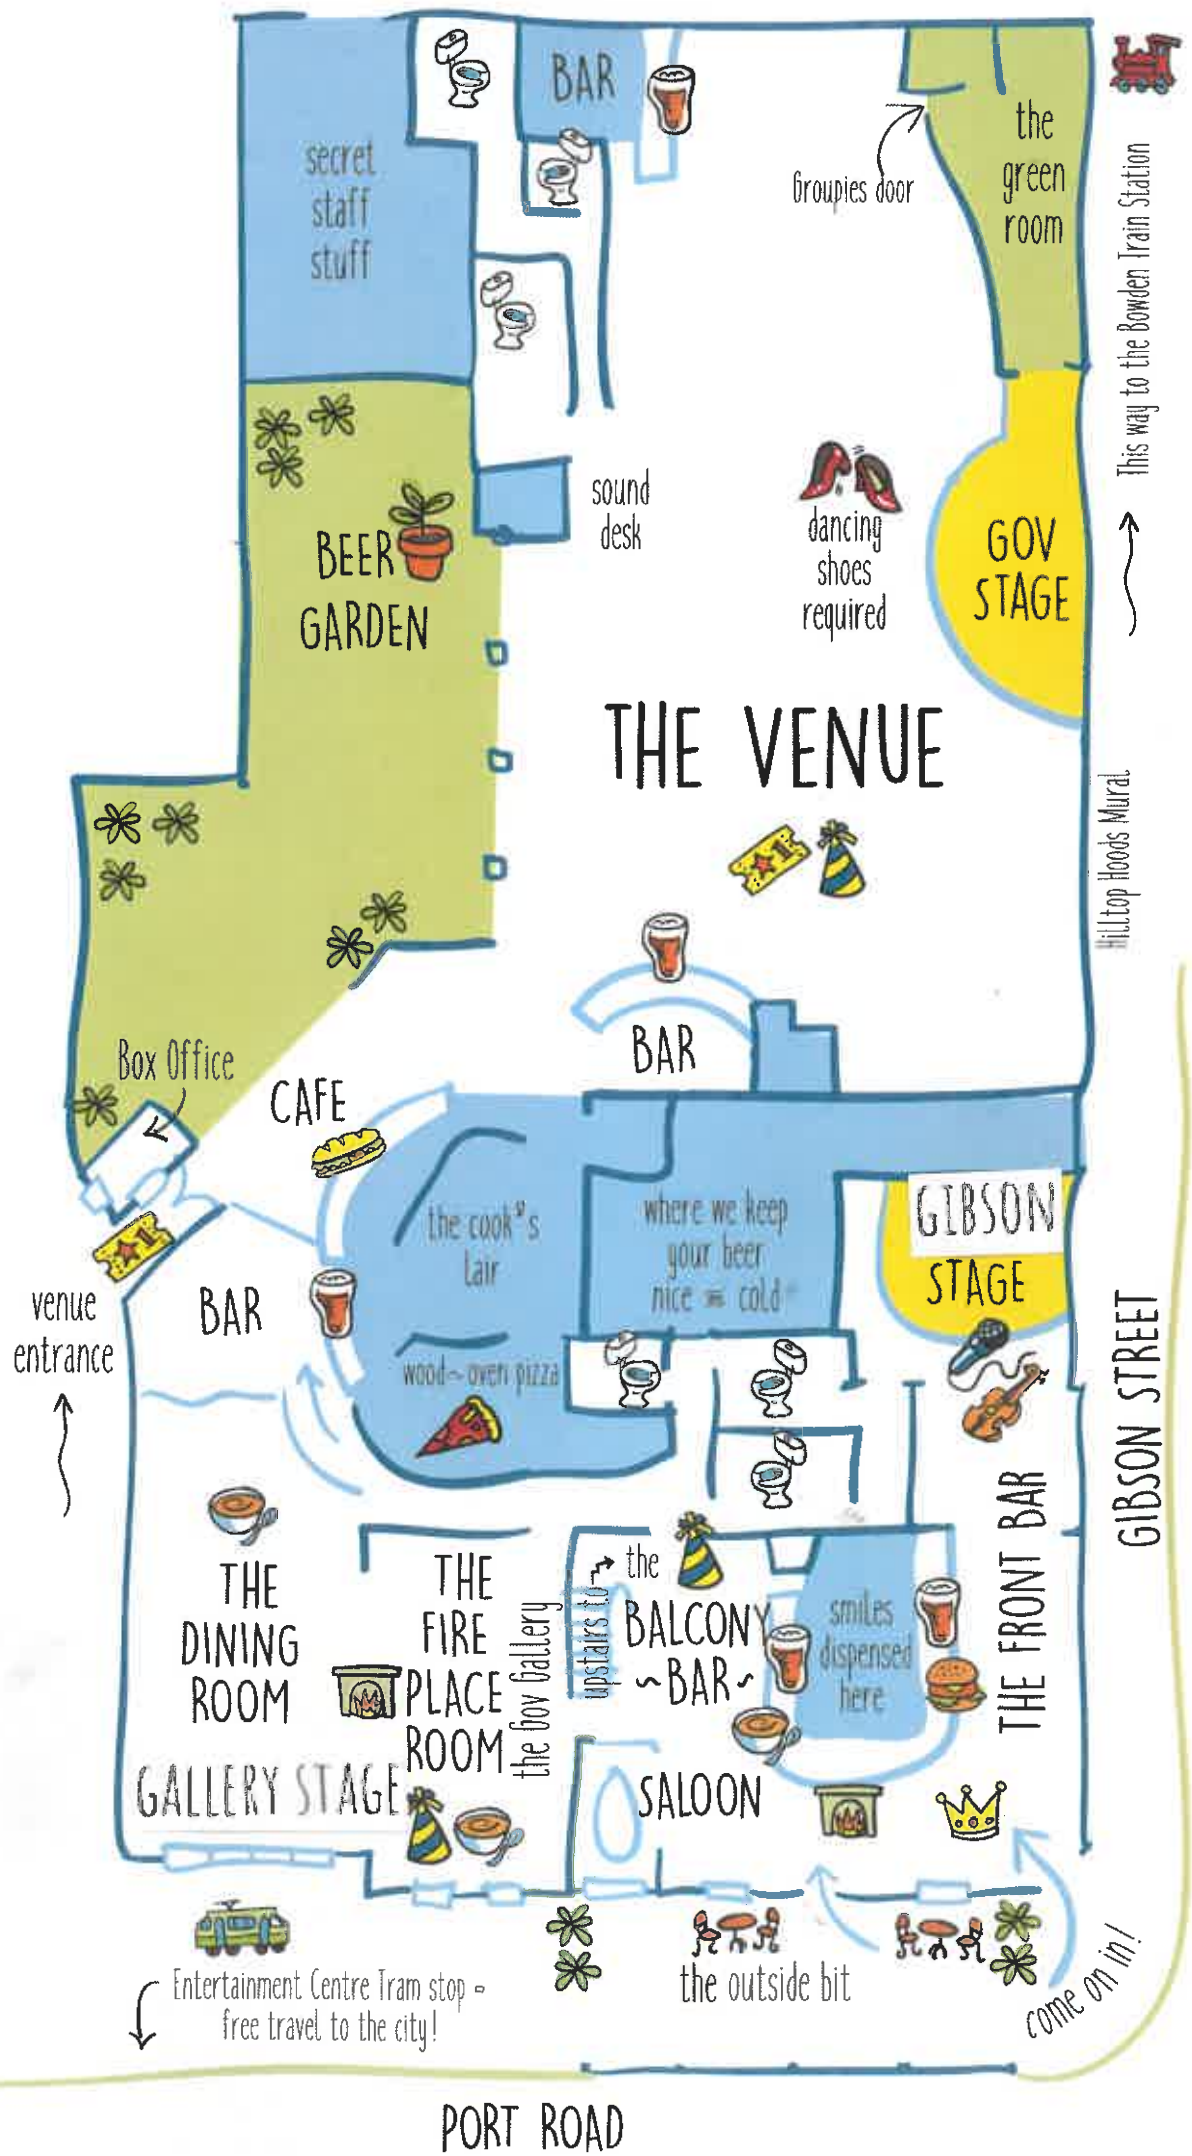 BAR
secret
staff
stuff
the
green
room
Groupies door
This way to the Bowden Train Station
sound
desk
dancing
shoes
required
GOV
STAGE
BEER
GARDEN
THE VENUE
Hilltop Hoods Mural
BAR
Box Office
CAFE
the cook's
lair
where we keep
your beer
nice = cold
GIBSON
STAGE
venue
entrance
BAR
wood~oven pizza
GIBSON STREET
THE FRONT BAR
THE
DINING
ROOM
THE
FIRE
PLACE
ROOM
the Gov Gallery
upstairs to
the
BALCONY
~BAR~
smiles
dispensed
here
GALLERY STAGE
SALOON
Entertainment Centre Tram stop -
free travel to the city!
the outside bit
come on in!
PORT ROAD